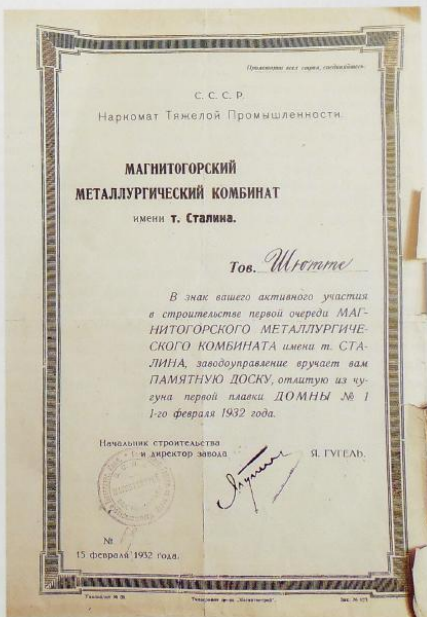 Пролетарии всех стран, соединяйтесь!
С. С. С. Р.
Наркомат Тяжелой Промышленности.
МАГНИТОГОРСКИЙ
МЕТАЛЛУРГИЧЕСКИЙ КОМБИНАТ
имени т. Сталина.
Тов. Шютте
В знак вашего активного участия
в строительстве первой очереди МАГ-
НИТОГОРСКОГО МЕТАЛЛУРГИЧЕ-
СКОГО КОМБИНАТА имени т. СТА-
ЛИНА, заводоуправление вручает вам
ПАМЯТНУЮ ДОСКУ, отлитую из чу-
гуна первой плавки ДОМНЫ № 1
1-го февраля 1932 года.
Начальник строительства
и директор завода Я. ГУГЕЛЬ.
№
15 февраля 1932 года.